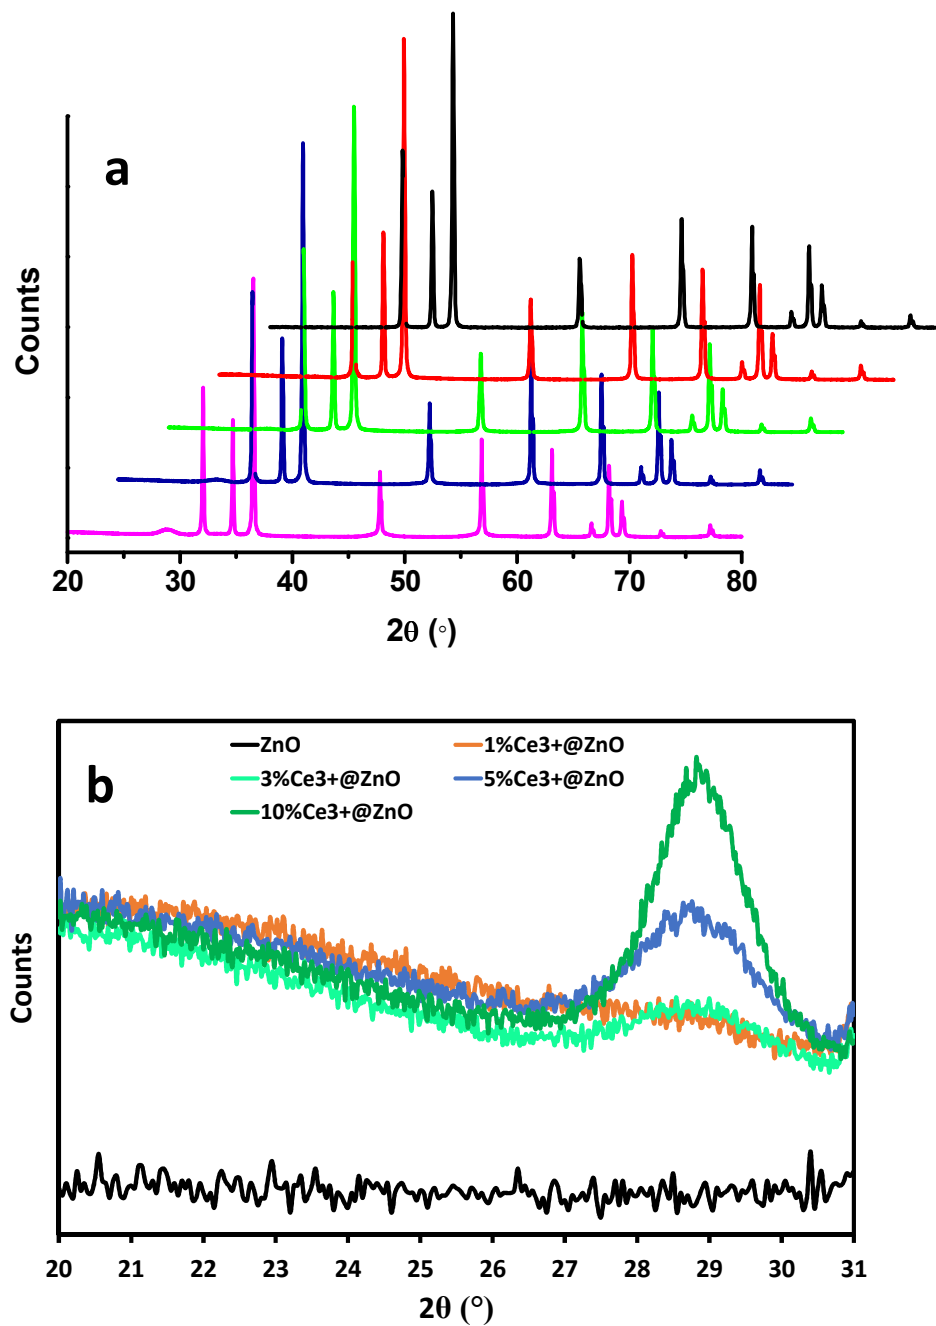 a
Counts
20 30 40 50 60 70 80
2θ (◦)
b
ZnO 1%Ce3+@ZnO
3%Ce3+@ZnO 5%Ce3+@ZnO
10%Ce3+@ZnO
Counts
20 21 22 23 24 25 26 27 28 29 30 31
2θ (°)